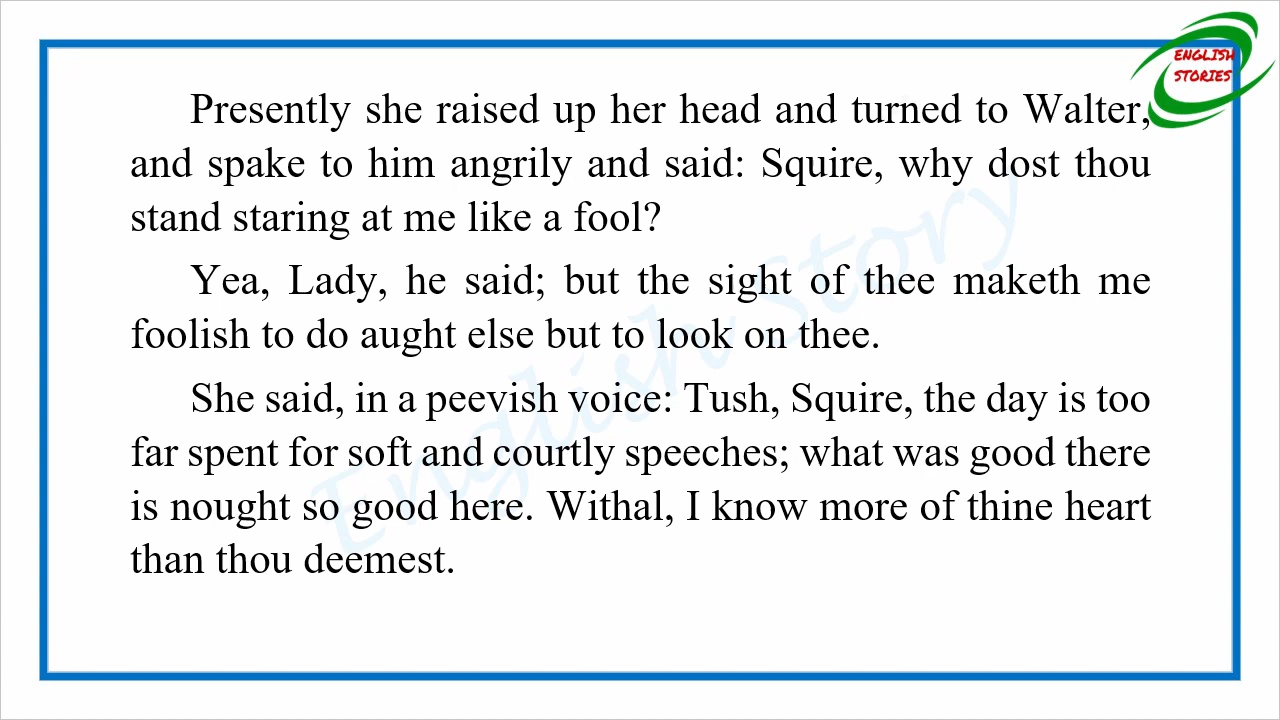 ENGLISH
STORIES
Presently she raised up her head and turned to Walter,
and spake to him angrily and said: Squire, why dost thou
stand staring at me like a fool?
Yea, Lady, he said; but the sight of thee maketh me
foolish to do aught else but to look on thee.
She said, in a peevish voice: Tush, Squire, the day is too
far spent for soft and courtly speeches; what was good there
is nought so good here. Withal, I know more of thine heart
than thou deemest.
English Story